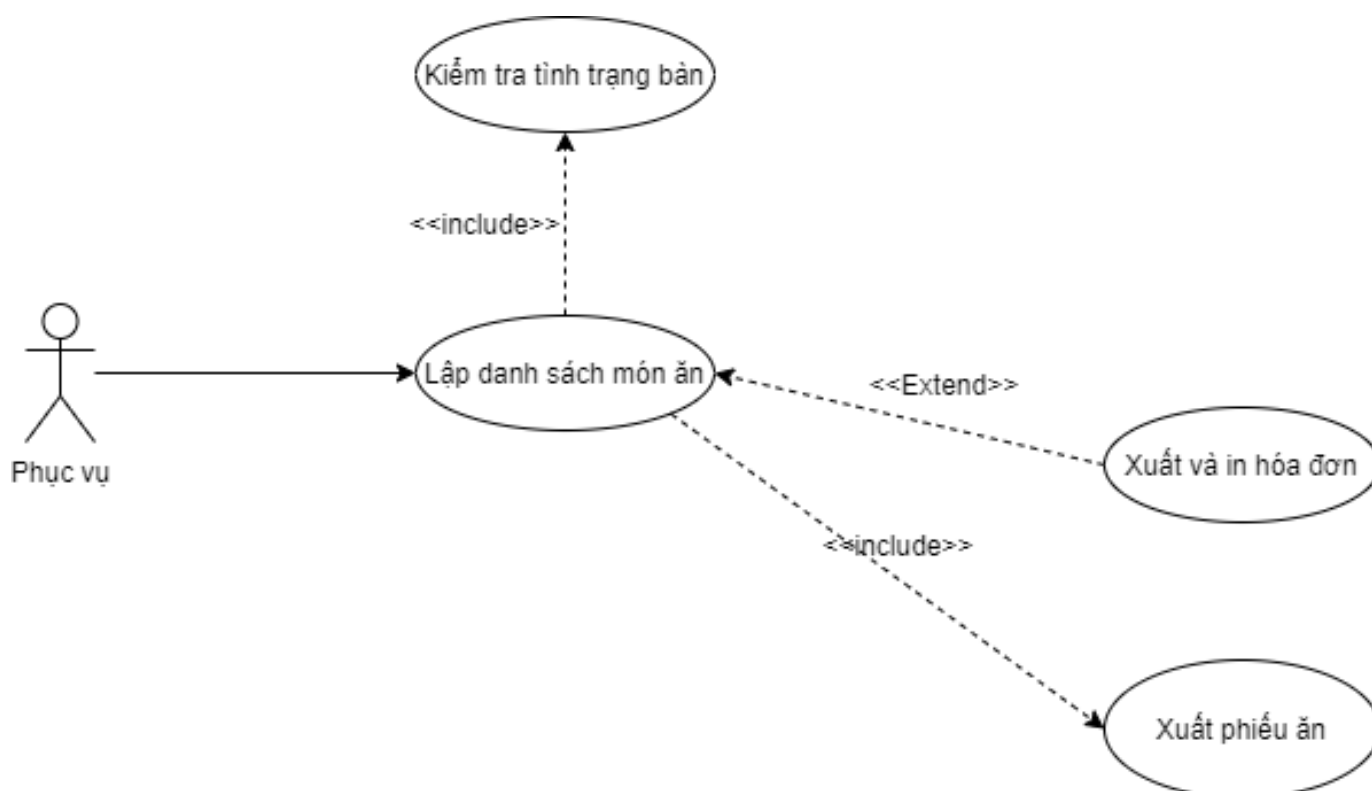 Kiểm tra tình trạng bàn
<<include>>
Lập danh sách món ăn
<<Extend>>
Xuất và in hóa đơn
Phục vụ
<<include>>
Xuất phiếu ăn